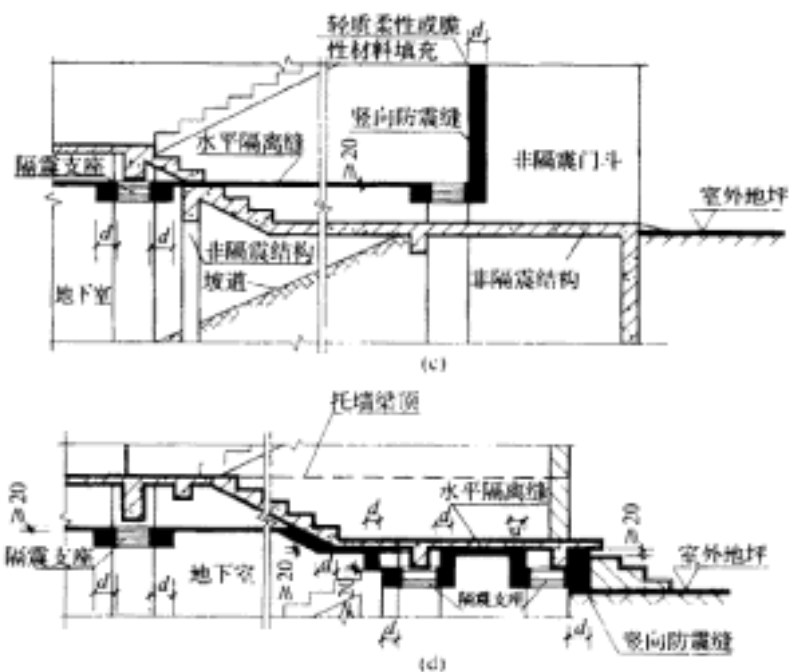 轻质柔性或脆
性材料填充
d
竖向防震缝
水平隔离缝
≥20
非隔震门斗
隔震支座
室外地坪
d
d
非隔震结构
坡道
非隔震结构
地下室
(c)
托墙梁顶
≥20
d
d
水平隔离缝
d
≥20
隔震支座
室外地坪
d
d
地下室
≥20
d
≥20
隔震支座
d
d
竖向防震缝
(d)